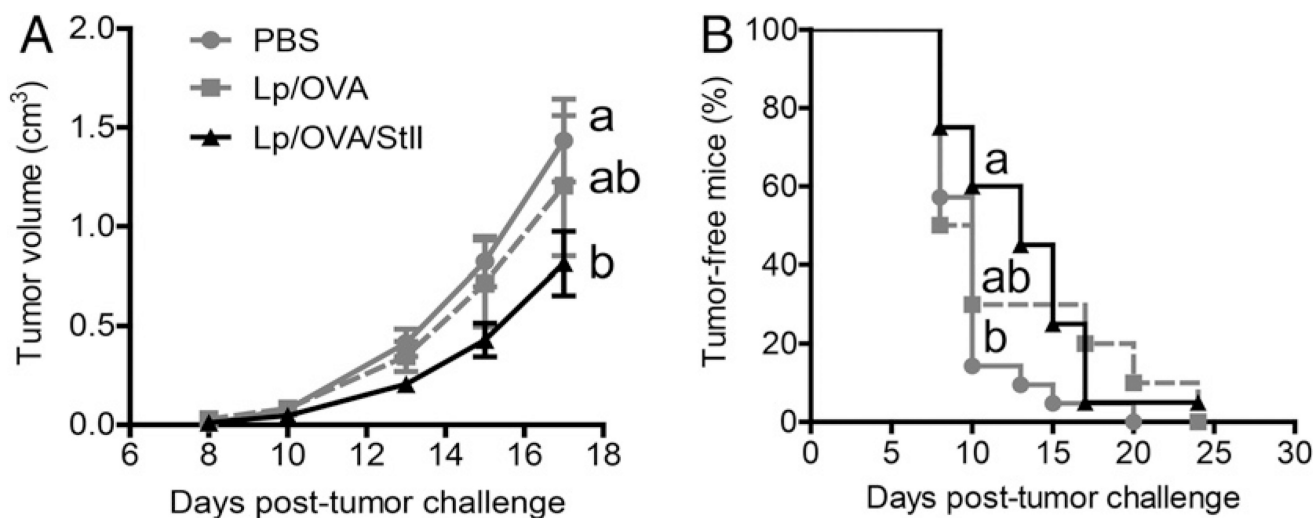 A
PBS
Lp/OVA
Lp/OVA/StII
Tumor volume (cm³)
2.0
1.5
1.0
0.5
0.0
6 8 10 12 14 16 18
Days post-tumor challenge
a
ab
b
B
Tumor-free mice (%)
100
80
60
40
20
0
0 5 10 15 20 25 30
Days post-tumor challenge
a
ab
b